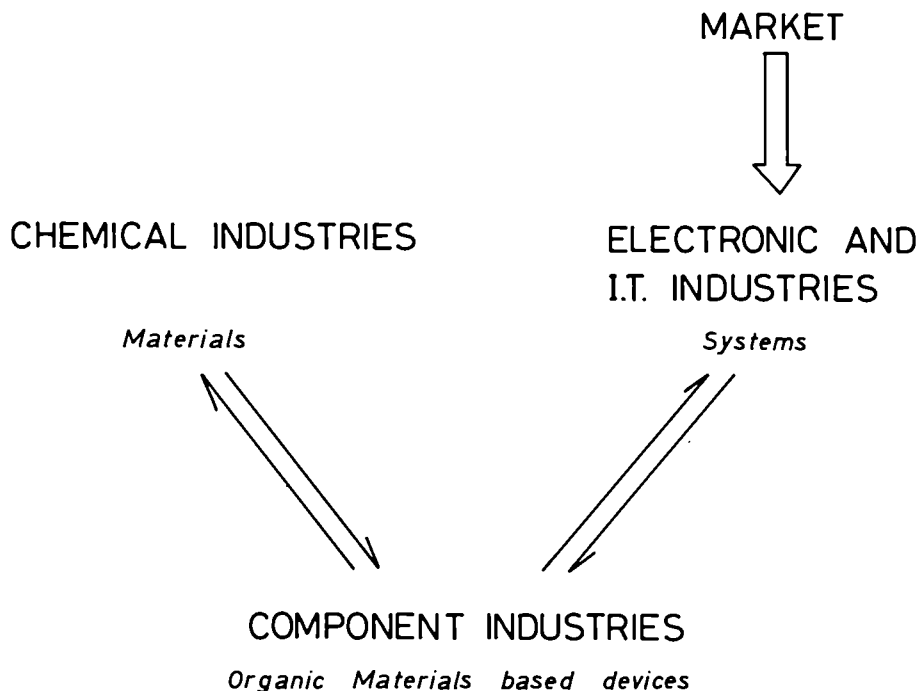 MARKET
CHEMICAL INDUSTRIES
ELECTRONIC AND
I.T. INDUSTRIES
Materials
Systems
COMPONENT INDUSTRIES
Organic Materials based devices